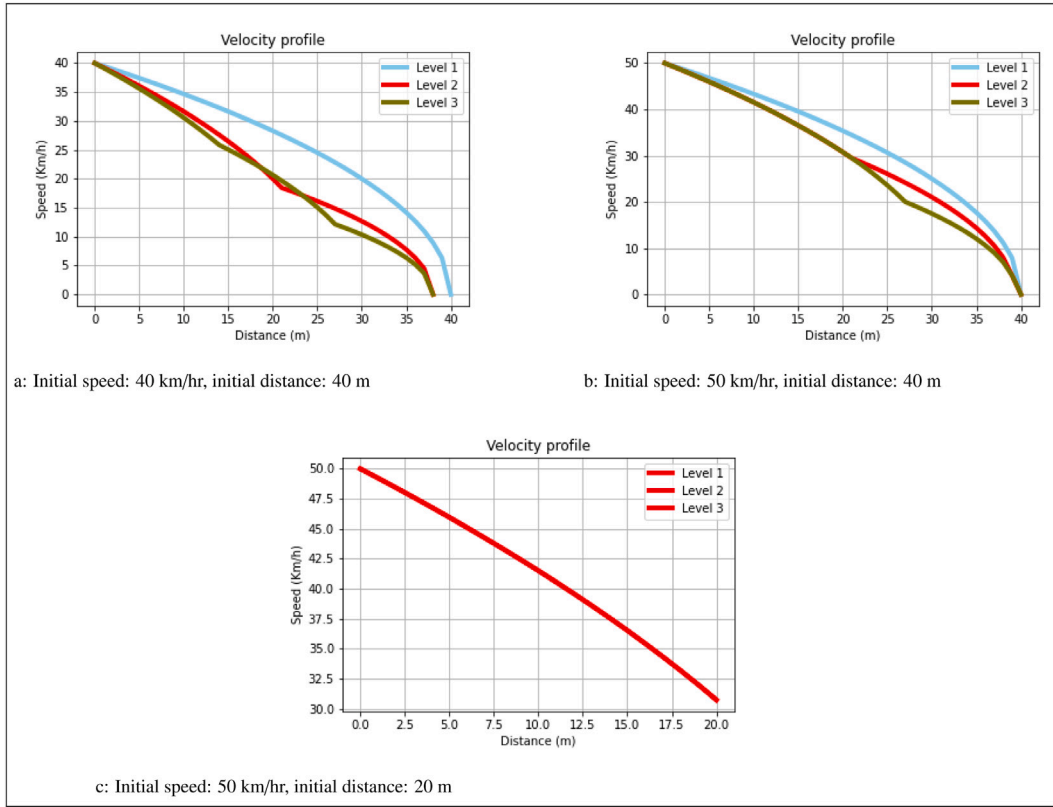 Velocity profile
Level 1
Level 2
Level 3
40
35
30
25
20
15
10
5
0
Speed (Km/h)
0 5 10 15 20 25 30 35 40
Distance (m)
a: Initial speed: 40 km/hr, initial distance: 40 m
Velocity profile
Level 1
Level 2
Level 3
50
40
30
20
10
0
Speed (Km/h)
0 5 10 15 20 25 30 35 40
Distance (m)
b: Initial speed: 50 km/hr, initial distance: 40 m
Velocity profile
Level 1
Level 2
Level 3
50.0
47.5
45.0
42.5
40.0
37.5
35.0
32.5
30.0
Speed (Km/h)
0.0 2.5 5.0 7.5 10.0 12.5 15.0 17.5 20.0
Distance (m)
c: Initial speed: 50 km/hr, initial distance: 20 m